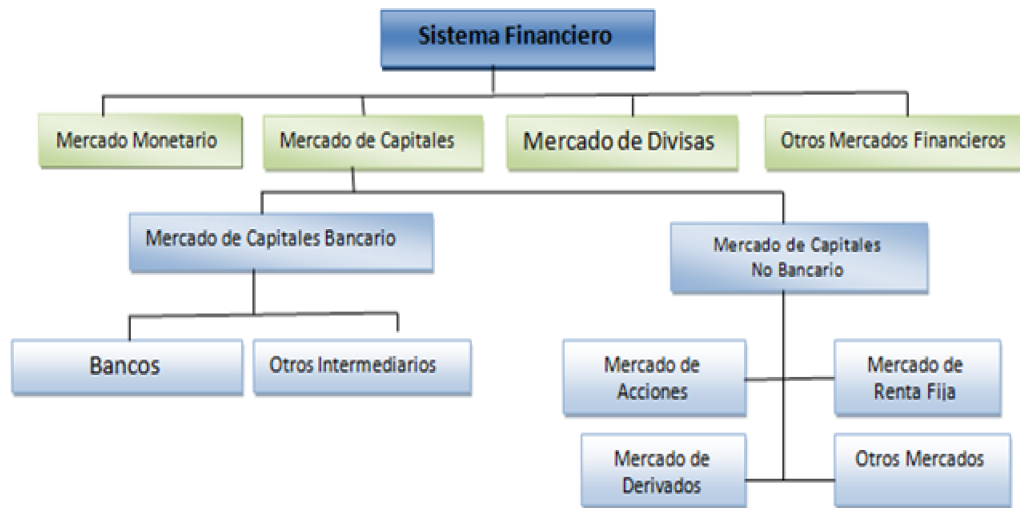 Sistema Financiero
Mercado Monetario
Mercado de Capitales
Mercado de Divisas
Otros Mercados Financieros
Mercado de Capitales Bancario
Mercado de Capitales
No Bancario
Bancos
Otros Intermediarios
Mercado de
Acciones
Mercado de
Renta Fija
Mercado de
Derivados
Otros Mercados